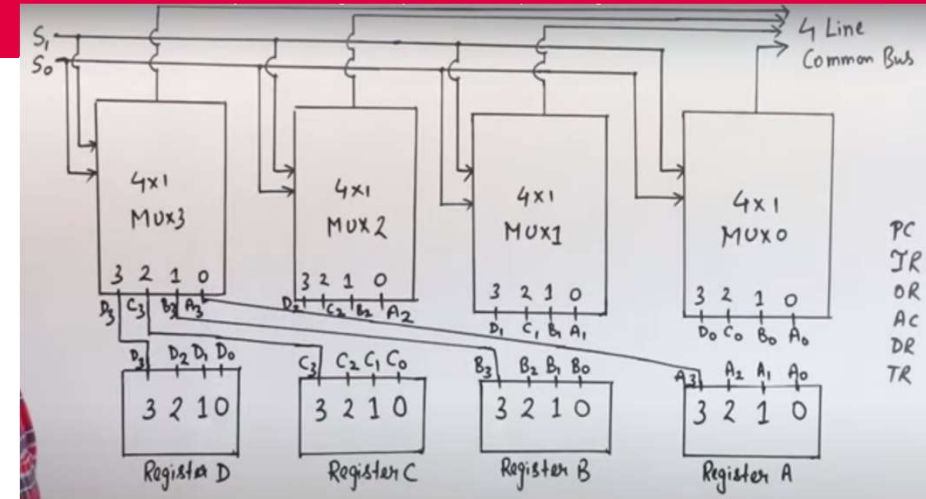 S1
S0
4 Line
Common Bus
4x1
MUX3
4x1
MUX2
4x1
MUX1
4x1
MUX0
3 2 1 0
3 2 1 0
3 2 1 0
3 2 1 0
D3 C3 B3 A3
D2 C2 B2 A2
D1 C1 B1 A1
D0 C0 B0 A0
D3 D2 D1 D0
C3 C2 C1 C0
B3 B2 B1 B0
A3 A2 A1 A0
3 2 1 0
3 2 1 0
3 2 1 0
3 2 1 0
Register D
Register C
Register B
Register A
PC
IR
OR
AC
DR
TR